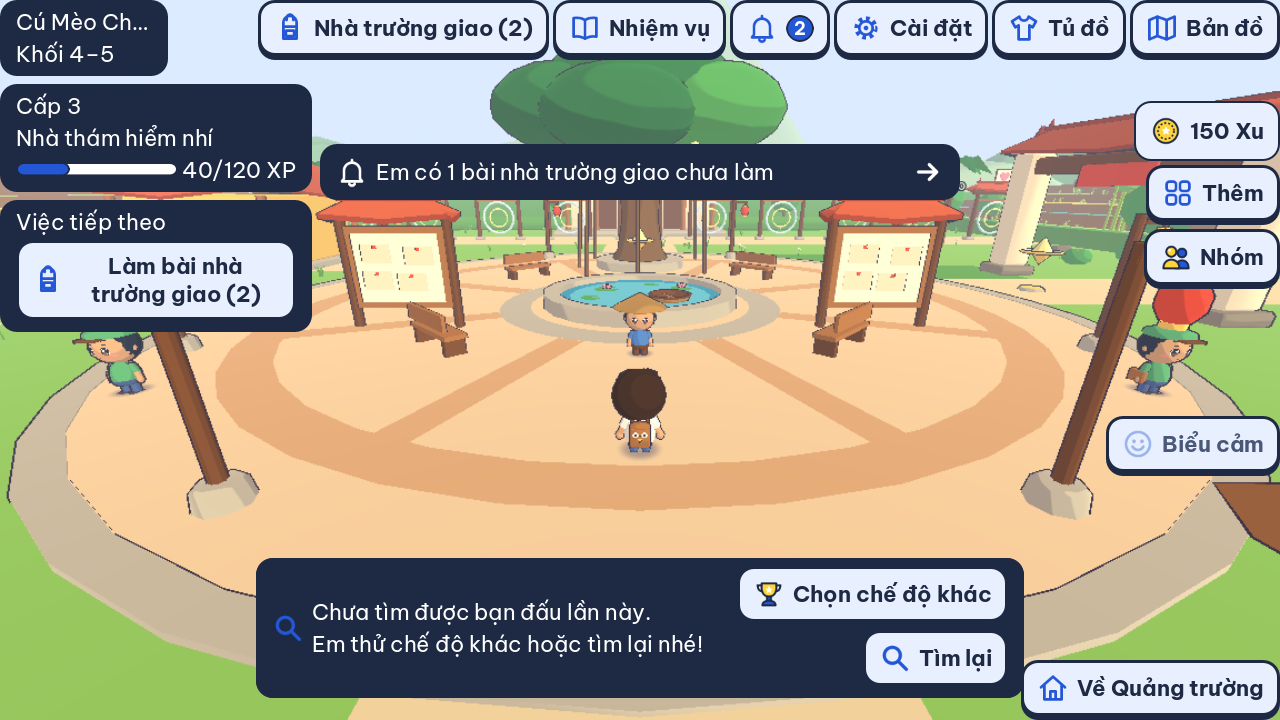 Cú Mèo Ch...
Khối 4–5
Nhà trường giao (2)
Nhiệm vụ
2
Cài đặt
Tủ đồ
Bản đồ
Cấp 3
Nhà thám hiểm nhí
40/120 XP
150 Xu
Em có 1 bài nhà trường giao chưa làm
Thêm
Việc tiếp theo
Làm bài nhà
trường giao (2)
Nhóm
Biểu cảm
Chưa tìm được bạn đấu lần này.
Em thử chế độ khác hoặc tìm lại nhé!
Chọn chế độ khác
Tìm lại
Về Quảng trường